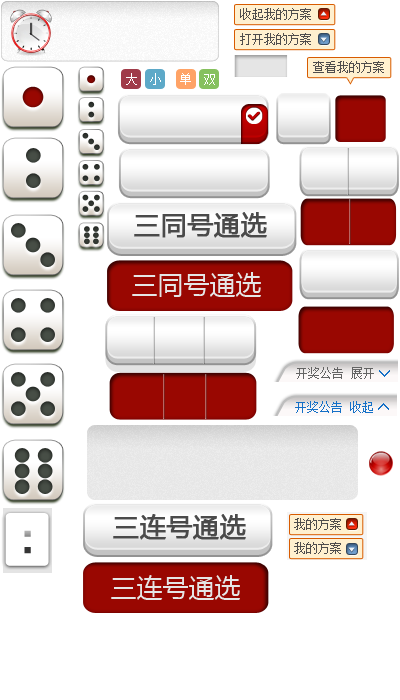 收起我的方案
打开我的方案
查看我的方案
大 小 单 双
三同号通选
三同号通选
开奖公告 展开
开奖公告 收起
三连号通选
我的方案
我的方案
三连号通选